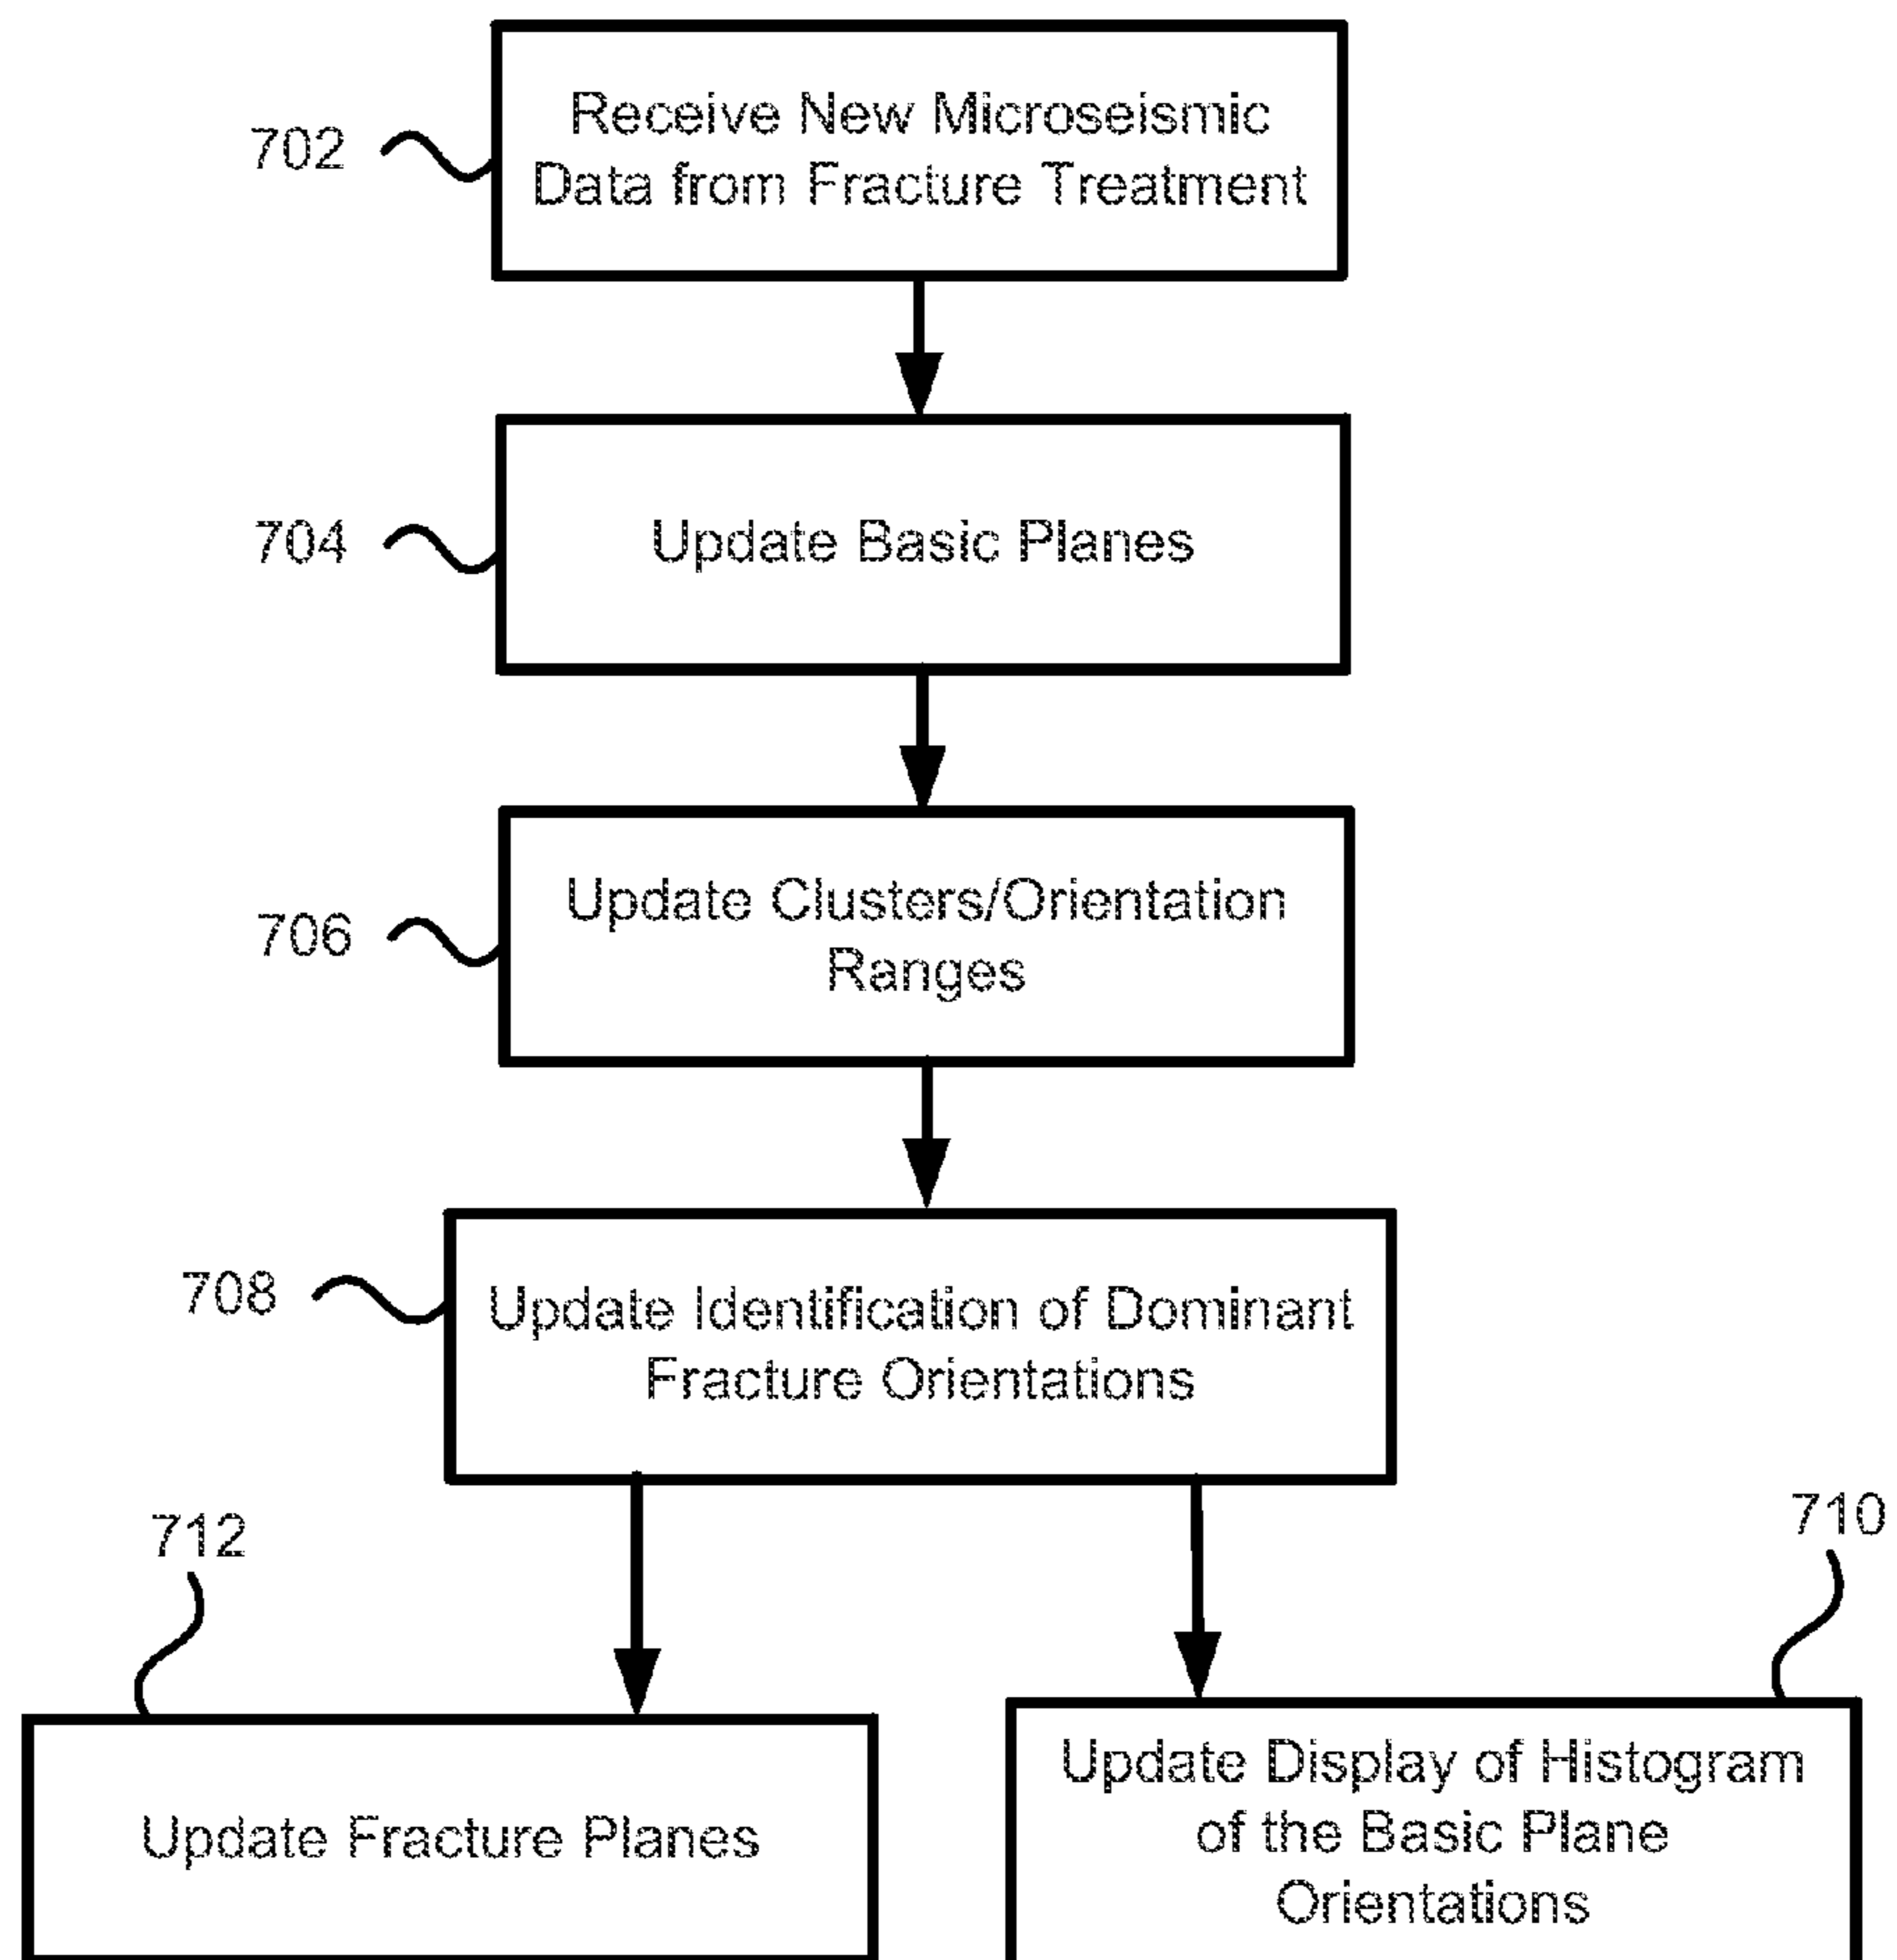 702
Receive New Microseismic
Data from Fracture Treatment
704
Update Basic Planes
706
Update Clusters/Orientation
Ranges
708
Update Identification of Dominant
Fracture Orientations
712
710
Update Fracture Planes
Update Display of Histogram
of the Basic Plane
Orientations